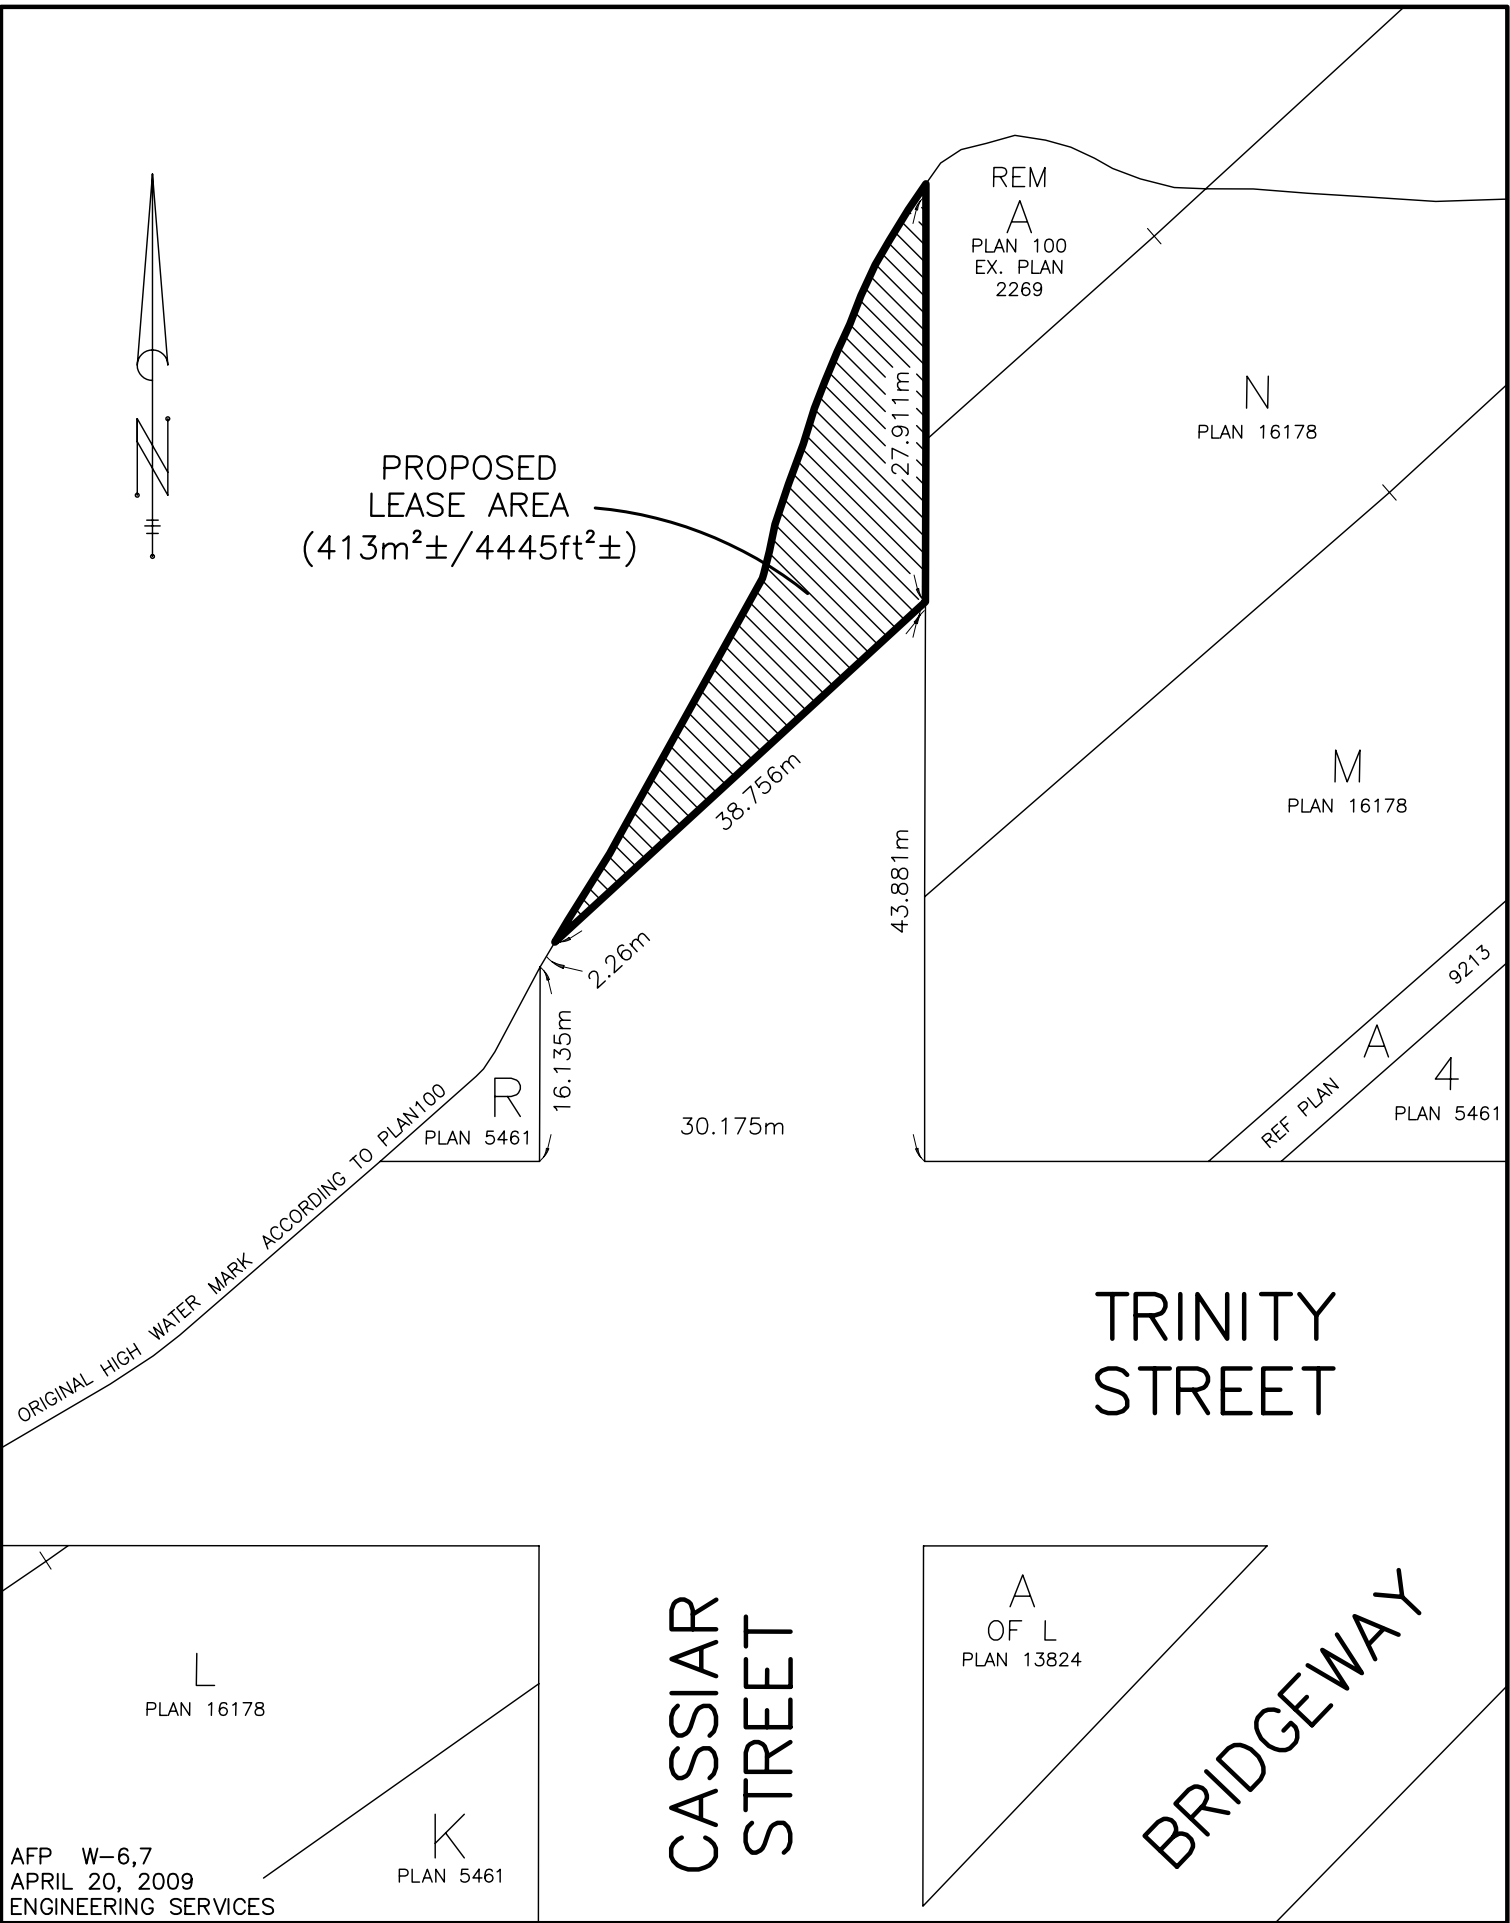 REM
A
PLAN 100
EX. PLAN
2269
N
PLAN 16178
N
PROPOSED
LEASE AREA
(413m²±/4445ft²±)
27.911m
38.756m
M
PLAN 16178
43.881m
2.26m
16.135m
R
PLAN 5461
30.175m
REF PLAN A 9213
4
PLAN 5461
ORIGINAL HIGH WATER MARK ACCORDING TO PLAN100
TRINITY
STREET
L
PLAN 16178
K
PLAN 5461
CASSIAR
STREET
A
OF L
PLAN 13824
BRIDGEWAY
AFP W-6,7
APRIL 20, 2009
ENGINEERING SERVICES